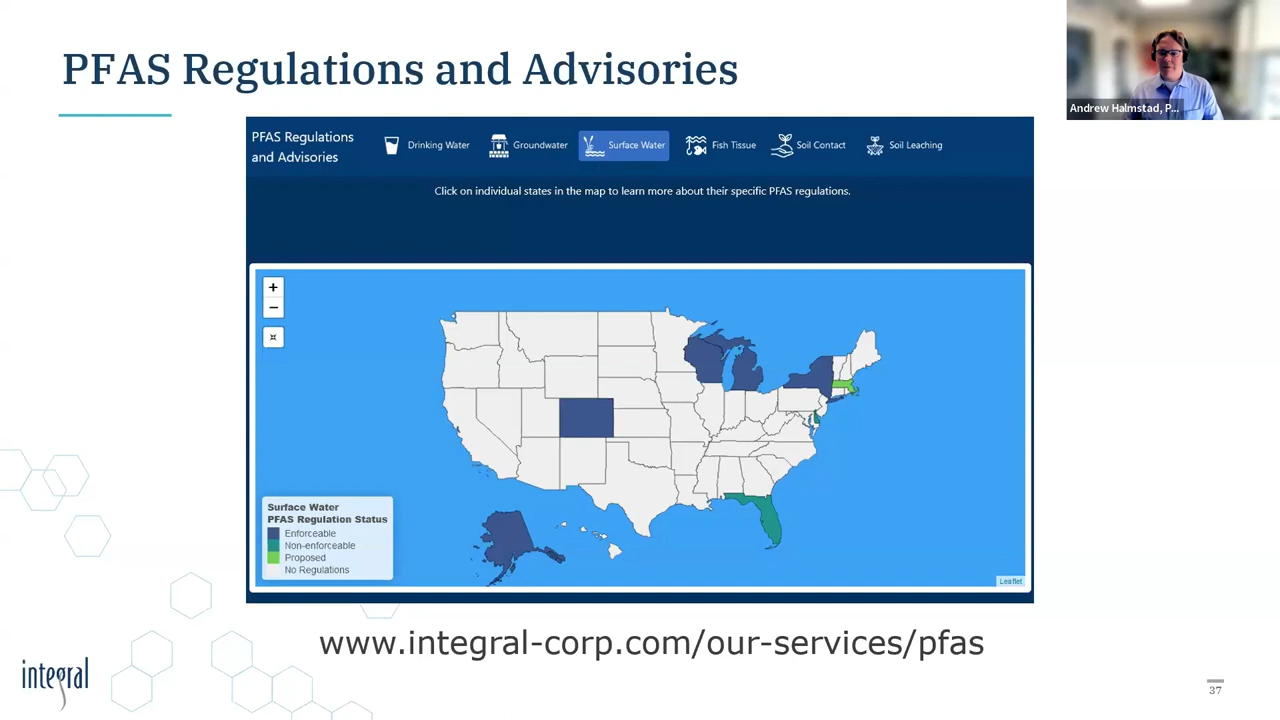 PFAS Regulations and Advisories
Andrew Halmstad, P...
PFAS Regulations
and Advisories
Drinking Water
Groundwater
Surface Water
Fish Tissue
Soil Contact
Soil Leaching
Click on individual states in the map to learn more about their specific PFAS regulations.
+
−
Surface Water
PFAS Regulation Status
Enforceable
Non-enforceable
Proposed
No Regulations
Leaflet
www.integral-corp.com/our-services/pfas
integral
37